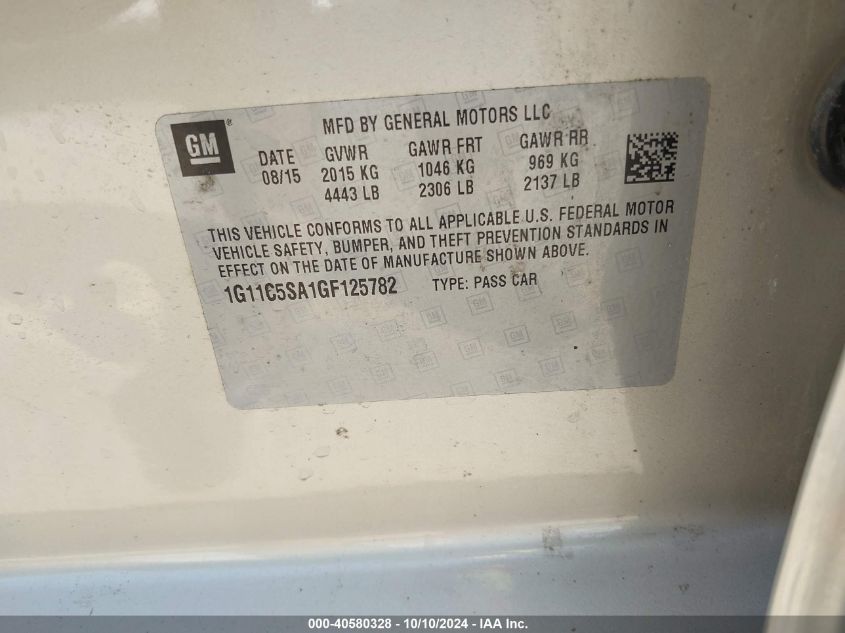 GM®
MFD BY GENERAL MOTORS LLC
DATE GVWR GAWR FRT GAWR RR
08/15 2015 KG 1046 KG 969 KG
4443 LB 2306 LB 2137 LB
THIS VEHICLE CONFORMS TO ALL APPLICABLE U.S. FEDERAL MOTOR
VEHICLE SAFETY, BUMPER, AND THEFT PREVENTION STANDARDS IN
EFFECT ON THE DATE OF MANUFACTURE SHOWN ABOVE.
1G11C5SA1GF125782 TYPE: PASS CAR
000-40580328 - 10/10/2024 - IAA Inc.